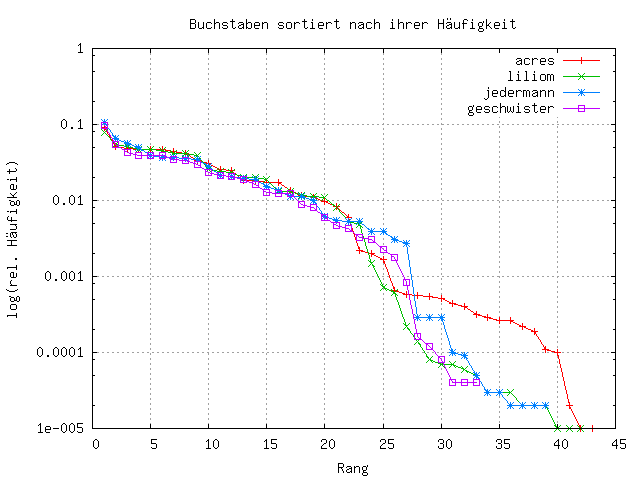 Buchstaben sortiert nach ihrer Häufigkeit
1
0.1
0.01
0.001
0.0001
1e-005
log(rel. Häufigkeit)
acres
liliom
jedermann
geschwister
0 5 10 15 20 25 30 35 40 45
Rang